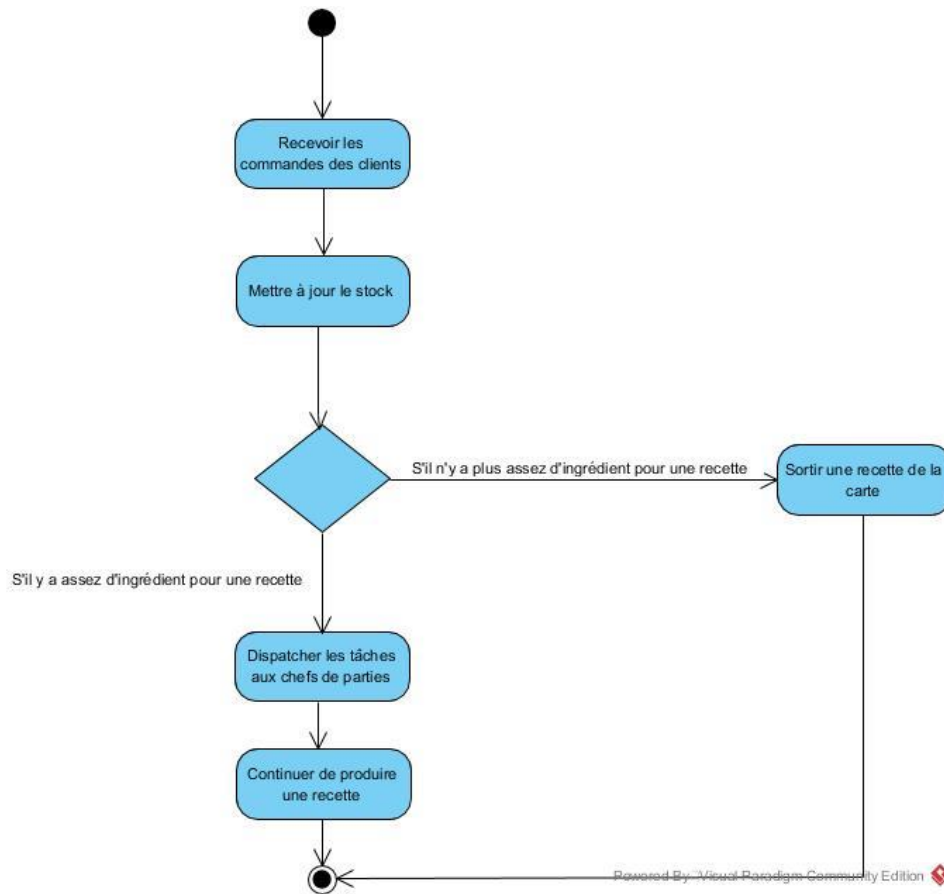 Recevoir les
commandes des clients
Mettre à jour le stock
S'il n'y a plus assez d'ingrédient pour une recette
Sortir une recette de la
carte
S'il y a assez d'ingrédient pour une recette
Dispatcher les tâches
aux chefs de parties
Continuer de produire
une recette
Powered By Visual Paradigm Community Edition